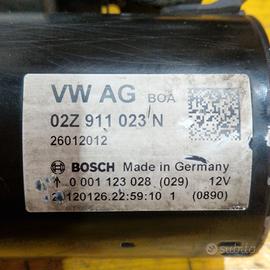 VW AG BOA
02Z 911 023 N
26012012
BOSCH Made in Germany
↑ 0 001 123 028 (029) 12V
20120126.22:59:10 1 (0890)
subito